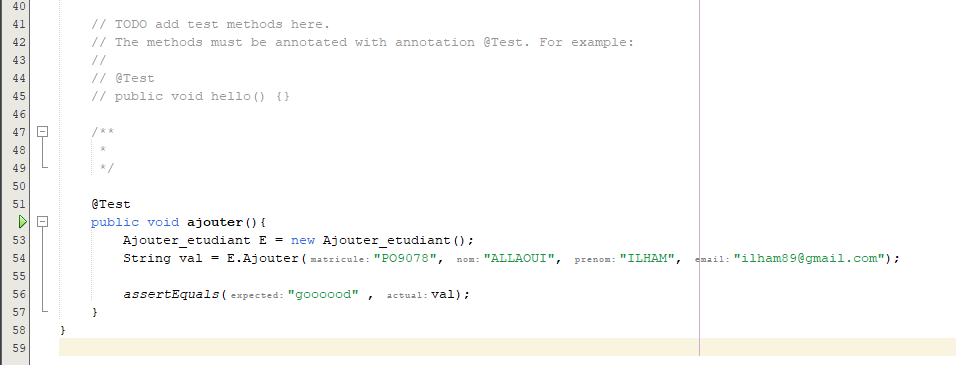 40
41 // TODO add test methods here.
42 // The methods must be annotated with annotation @Test. For example:
43 //
44 // @Test
45 // public void hello() {}
46
47 /**
48 *
49 */
50
51 @Test
public void ajouter(){
53 Ajouter_etudiant E = new Ajouter_etudiant();
54 String val = E.Ajouter(matricule: "PO9078", nom: "ALLAOUI", prenom: "ILHAM", email: "ilham89@gmail.com");
55
56 assertEquals(expected: "goooood" , actual: val);
57 }
58 }
59